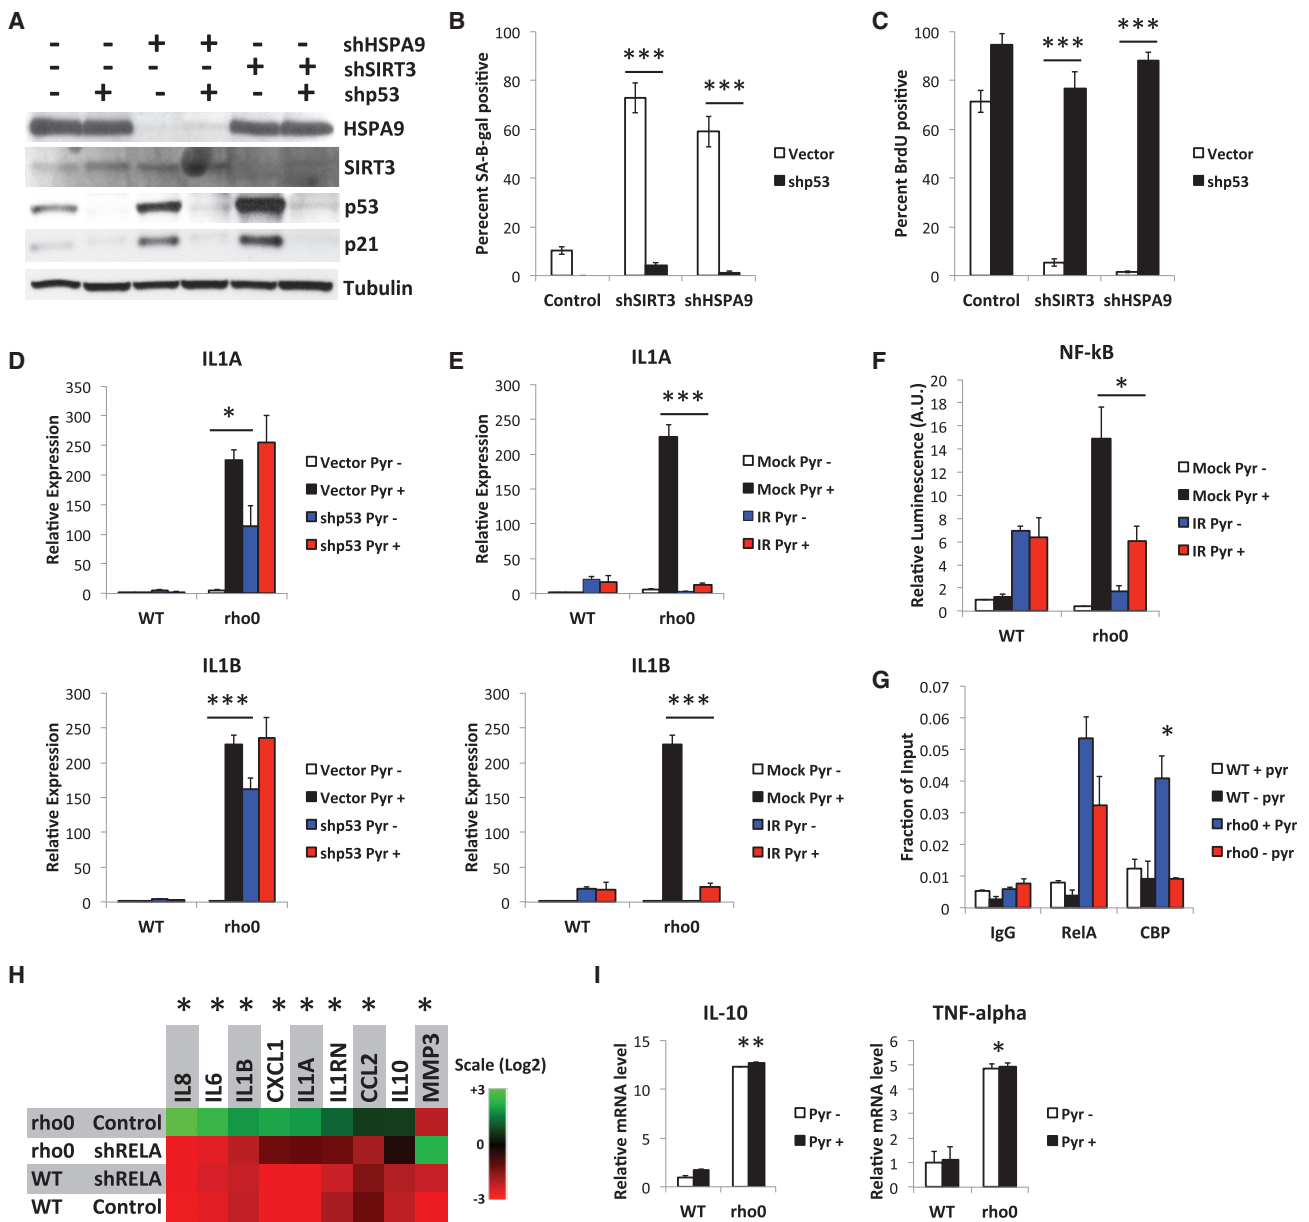 A
- - + + - - shHSPA9
- - - - + + shSIRT3
- + - + - + shp53
HSPA9
SIRT3
p53
p21
Tubulin
B
Perecent SA-B-gal positive
100
80
60
40
20
0
***
***
Vector
shp53
Control shSIRT3 shHSPA9
C
Percent BrdU positive
100
80
60
40
20
0
***
***
Vector
shp53
Control shSIRT3 shHSPA9
D
IL1A
Relative Expression
350
300
250
200
150
100
50
0
*
Vector Pyr -
Vector Pyr +
shp53 Pyr -
shp53 Pyr +
WT rho0
IL1B
Relative Expression
300
250
200
150
100
50
0
***
Vector Pyr -
Vector Pyr +
shp53 Pyr -
shp53 Pyr +
WT rho0
E
IL1A
Relative Expression
300
250
200
150
100
50
0
***
Mock Pyr -
Mock Pyr +
IR Pyr -
IR Pyr +
WT rho0
IL1B
Relative Expression
300
250
200
150
100
50
0
***
Mock Pyr -
Mock Pyr +
IR Pyr -
IR Pyr +
WT rho0
F
NF-kB
Relative Luminescence (A.U.)
20
18
16
14
12
10
8
6
4
2
0
*
Mock Pyr -
Mock Pyr +
IR Pyr -
IR Pyr +
WT rho0
G
Fraction of Input
0.07
0.06
0.05
0.04
0.03
0.02
0.01
0
*
WT + pyr
WT - pyr
rho0 + Pyr
rho0 - pyr
IgG RelA CBP
H
* * * * * * * *
IL8 IL6 IL1B CXCL1 IL1A IL1RN CCL2 IL10 MMP3
rho0 Control
rho0 shRELA
WT shRELA
WT Control
Scale (Log2)
+3
0
-3
I
IL-10
Relative mRNA level
15
10
5
0
**
Pyr -
Pyr +
WT rho0
TNF-alpha
Relative mRNA level
6
5
4
3
2
1
0
*
Pyr -
Pyr +
WT rho0